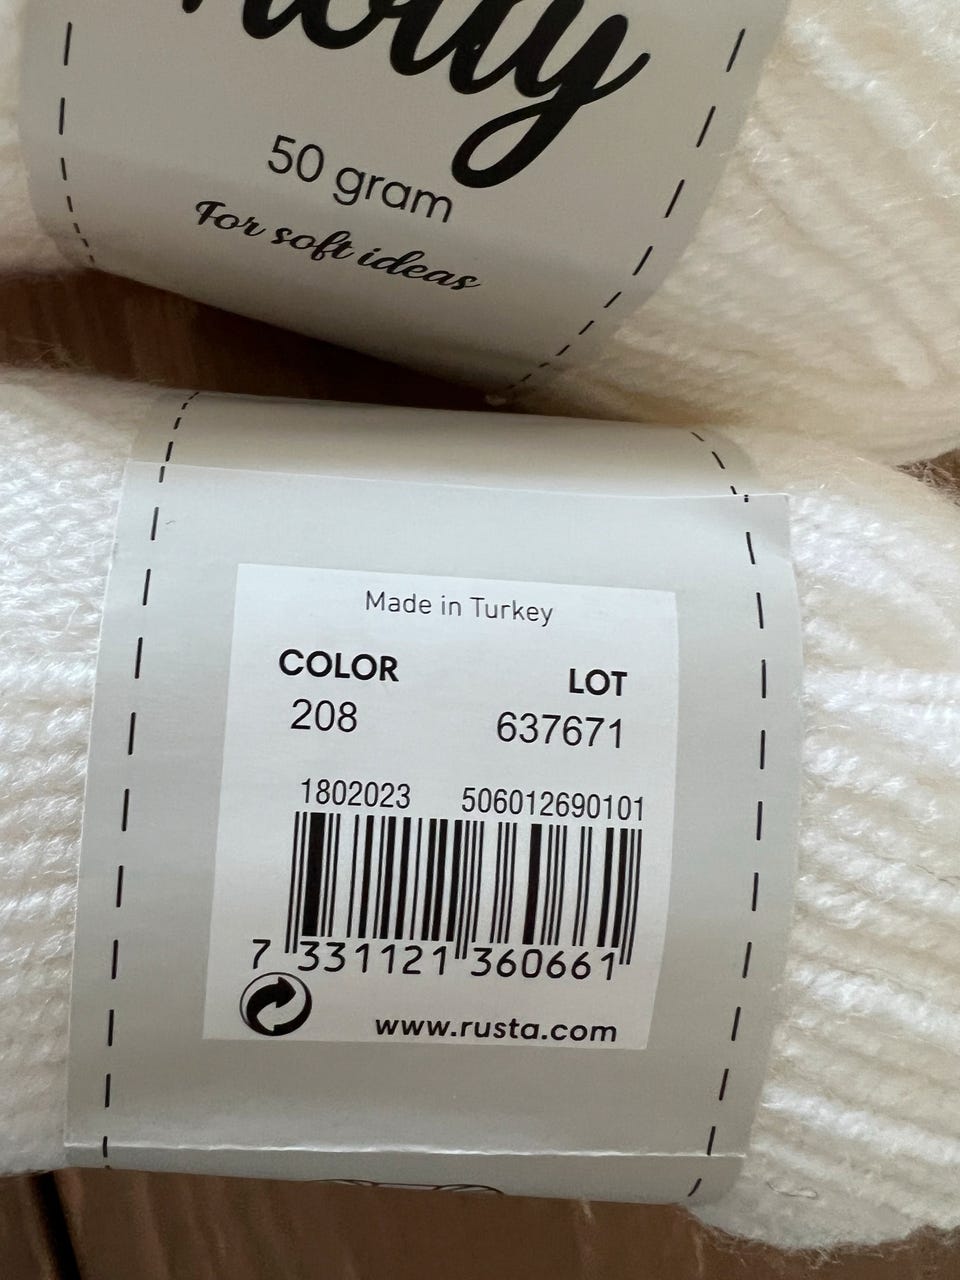 50 gram
For soft ideas
Made in Turkey
COLOR LOT
208 637671
1802023 506012690101
7 331121 360661
www.rusta.com